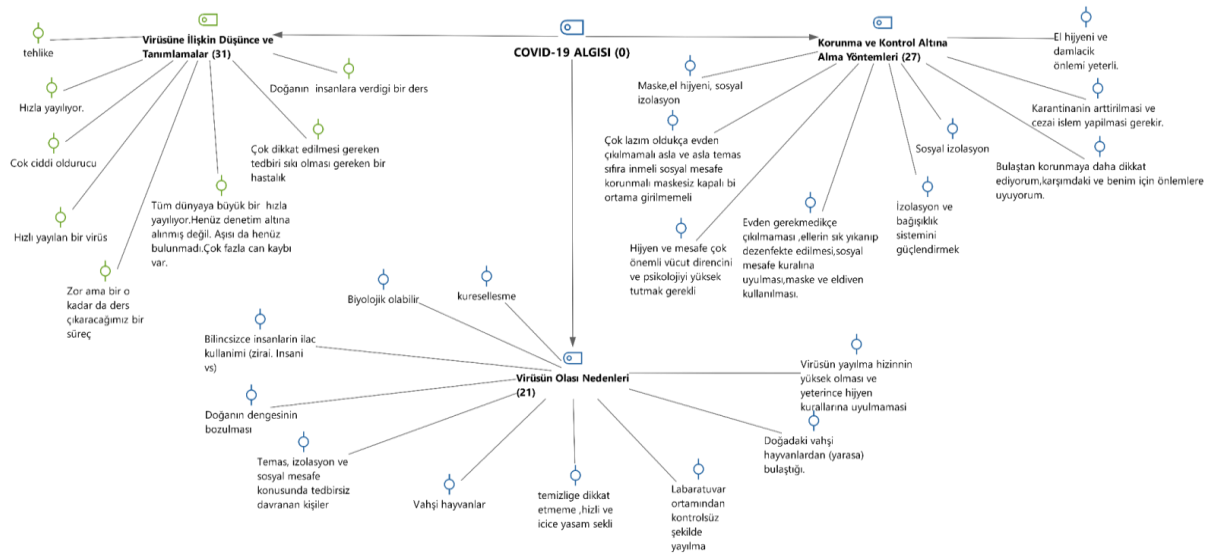 COVID-19 ALGISI (0)
Virüsüne İlişkin Düşünce ve
Tanımlamalar (31)
tehlike
Hızla yayılıyor.
Cok ciddi oldurucu
Hızlı yayılan bir virüs
Zor ama bir o
kadar da ders
çıkaracağımız bir
süreç
Tüm dünyaya büyük bir hızla
yayılıyor.Henüz denetim altına
alınmış değil. Aşısı da henüz
bulunmadı.Çok fazla can kaybı
var.
Çok dikkat edilmesi gereken
tedbiri sıkı olması gereken bir
hastalık
Doğanın insanlara verdigi bir ders
Korunma ve Kontrol Altına
Alma Yöntemleri (27)
Maske,el hijyeni, sosyal
izolasyon
Çok lazım oldukça evden
çıkılmamalı asla ve asla temas
sıfıra inmeli sosyal mesafe
korunmalı maskesiz kapalı bi
ortama girilmemeli
Hijyen ve mesafe çok
önemli vücut direncini
ve psikolojiyi yüksek
tutmak gerekli
Evden gerekmedikçe
çıkılmaması ,ellerin sık yıkanıp
dezenfekte edilmesi,sosyal
mesafe kuralına
uyulması,maske ve eldiven
kullanılması.
İzolasyon ve
bağışıklık
sistemini
güçlendirmek
Sosyal izolasyon
Bulaştan korunmaya daha dikkat
ediyorum,karşımdaki ve benim için önlemlere
uyuyorum.
Karantinanin arttirilmasi ve
cezai islem yapilmasi gerekir.
El hijyeni ve
damlacik
önlemi yeterli.
Virüsün Olası Nedenleri
(21)
kuresellesme
Biyolojik olabilir
Bilincsizce insanlarin ilac
kullanimi (zirai. Insani
vs)
Doğanın dengesinin
bozulması
Temas, izolasyon ve
sosyal mesafe
konusunda tedbirsiz
davranan kişiler
Vahşi hayvanlar
temizlige dikkat
etmeme ,hizli ve
icice yasam sekli
Labaratuvar
ortamından
kontrolsüz
şekilde
yayılma
Doğadaki vahşi
hayvanlardan (yarasa)
bulaştığı.
Virüsün yayılma hizinnin
yüksek olması ve
yeterince hijyen
kurallarına uyulmamasi